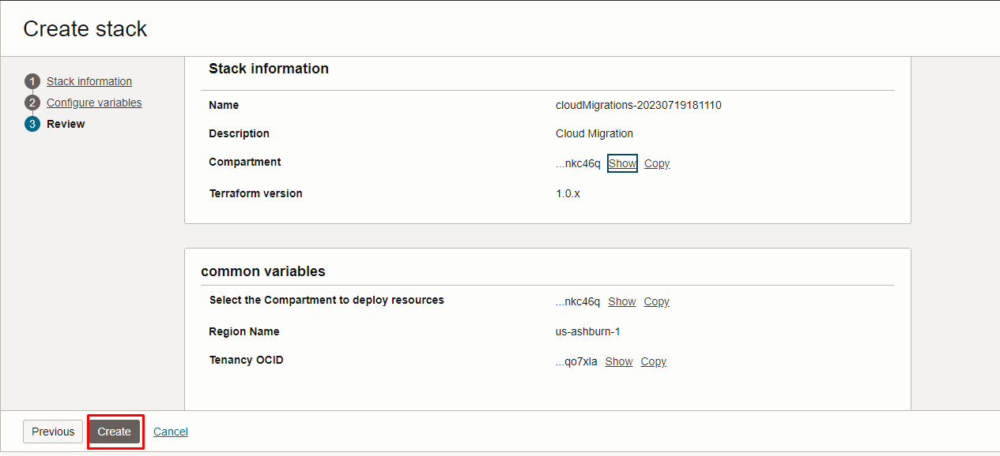 Create stack
1 Stack information
2 Configure variables
3 Review
Stack information
Name cloudMigrations-20230719181110
Description Cloud Migration
Compartment ...nkc46q Show Copy
Terraform version 1.0.x
common variables
Select the Compartment to deploy resources ...nkc46q Show Copy
Region Name us-ashburn-1
Tenancy OCID ...qo7xla Show Copy
Previous Create Cancel